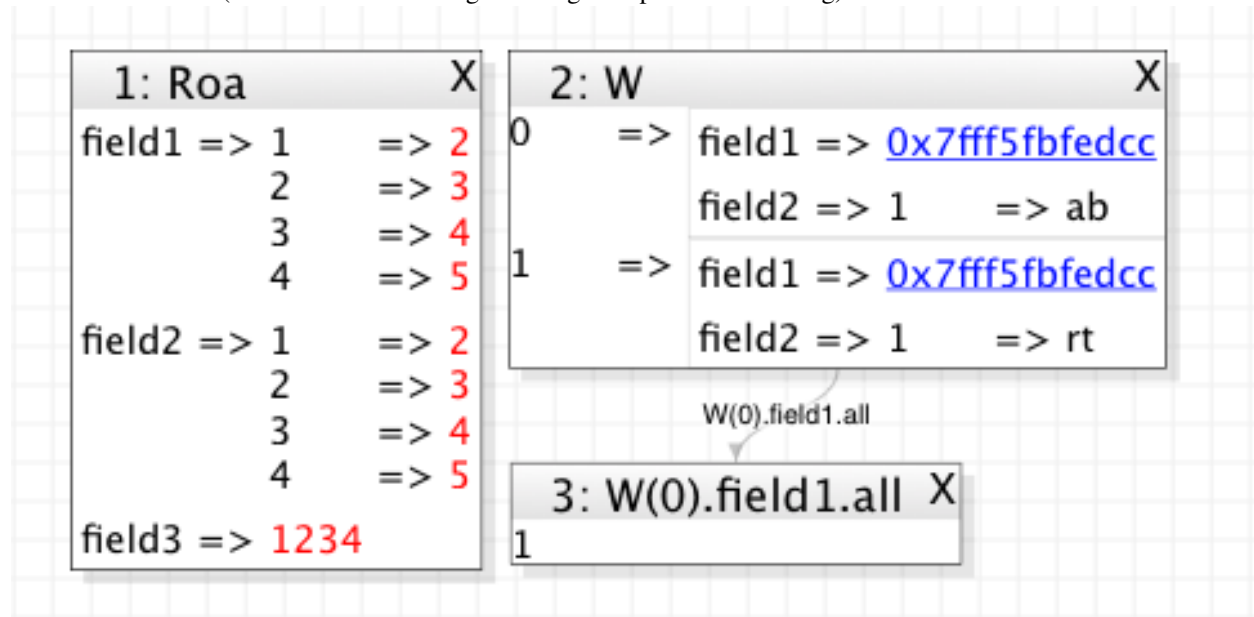 1: Roa X
field1 => 1 => 2
2 => 3
3 => 4
4 => 5
field2 => 1 => 2
2 => 3
3 => 4
4 => 5
field3 => 1234
2: W X
0 => field1 => 0x7fff5fbfedcc
field2 => 1 => ab
1 => field1 => 0x7fff5fbfedcc
field2 => 1 => rt
W(0).field1.all
3: W(0).field1.all X
1